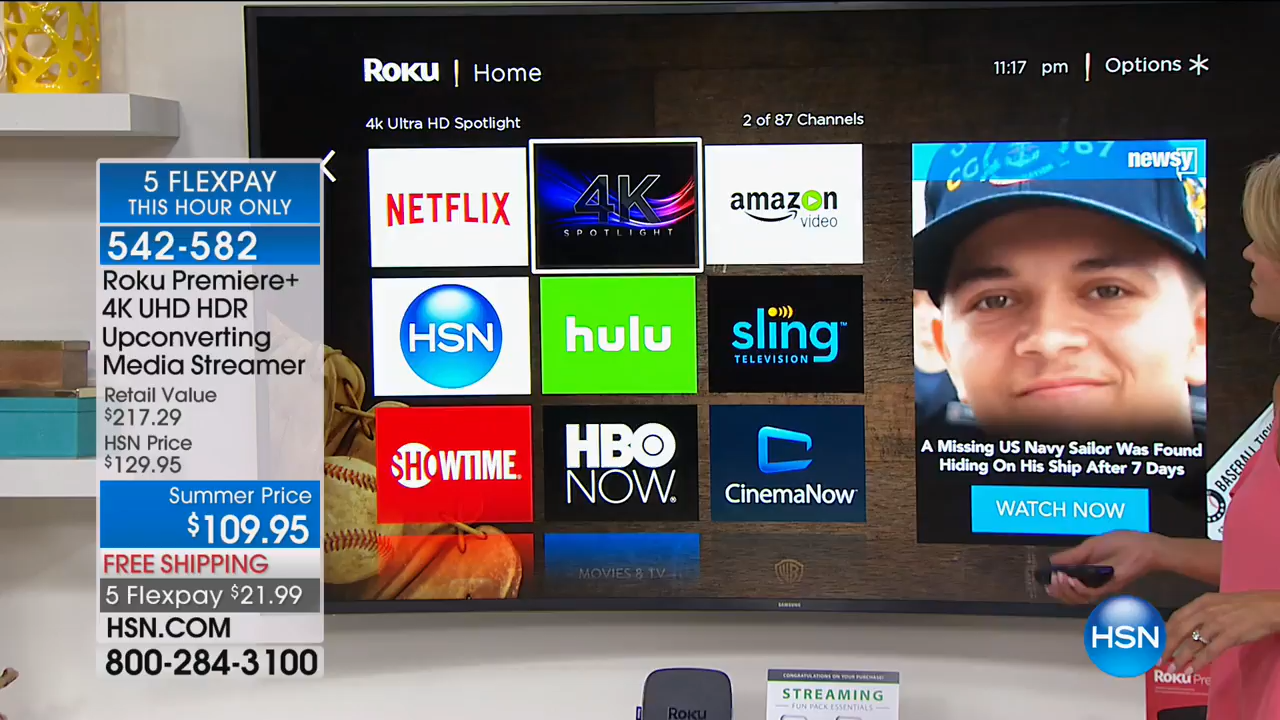 5 FLEXPAY
THIS HOUR ONLY
542-582
Roku Premiere+
4K UHD HDR
Upconverting
Media Streamer
Retail Value
$217.29
HSN Price
$129.95
Summer Price
$109.95
FREE SHIPPING
5 Flexpay $21.99
HSN.COM
800-284-3100
ROKU | Home
11:17 pm | Options
4k Ultra HD Spotlight
2 of 87 Channels
NETFLIX
4K
SPOTLIGHT
amazon
video
HSN
hulu
sling
TELEVISION
SHOWTIME
HBO
NOW
CinemaNow
MOVIES & TV
WB
newsy
167
A Missing US Navy Sailor Was Found
Hiding On His Ship After 7 Days
WATCH NOW
SAMSUNG
BASEBALL
HSN
Roku
CONGRATULATIONS ON YOUR PURCHASE!
STREAMING
FUN PACK ESSENTIALS
Roku